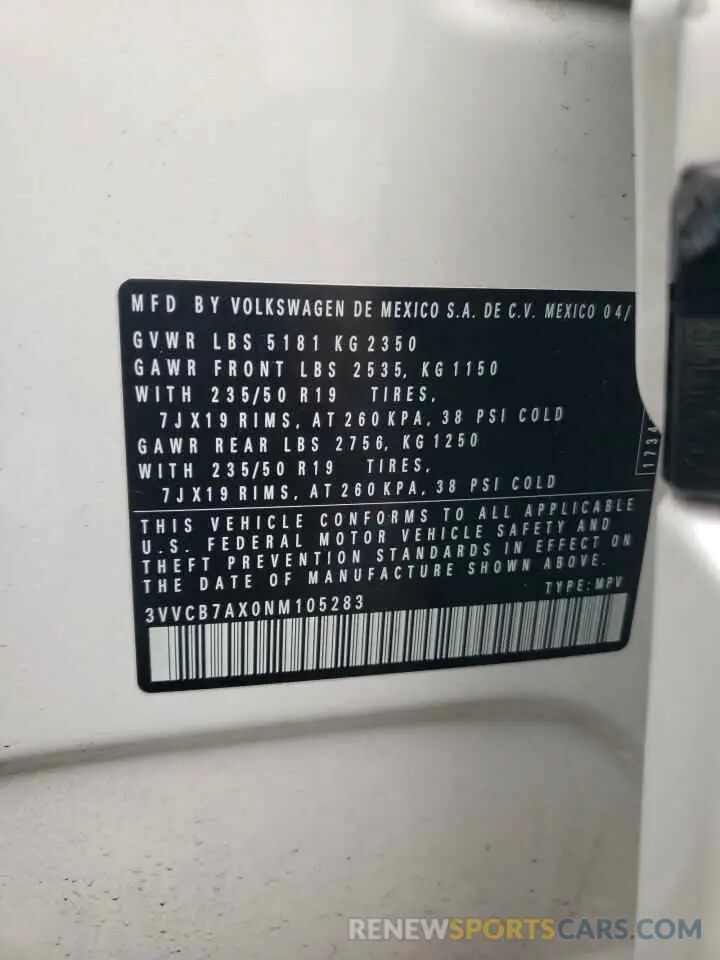 MFD BY VOLKSWAGEN DE MEXICO S.A. DE C.V. MEXICO 04/
GVWR LBS 5181 KG 2350
GAWR FRONT LBS 2535, KG 1150
WITH 235/50 R19 TIRES,
7JX19 RIMS, AT 260 KPA, 38 PSI COLD
GAWR REAR LBS 2756, KG 1250
WITH 235/50 R19 TIRES,
7JX19 RIMS, AT 260 KPA, 38 PSI COLD
1734
THIS VEHICLE CONFORMS TO ALL APPLICABLE
U.S. FEDERAL MOTOR VEHICLE SAFETY AND
THEFT PREVENTION STANDARDS IN EFFECT ON
THE DATE OF MANUFACTURE SHOWN ABOVE.
3VVCB7AX0NM105283 TYPE: MPV
RENEWSPORTSCARS.COM